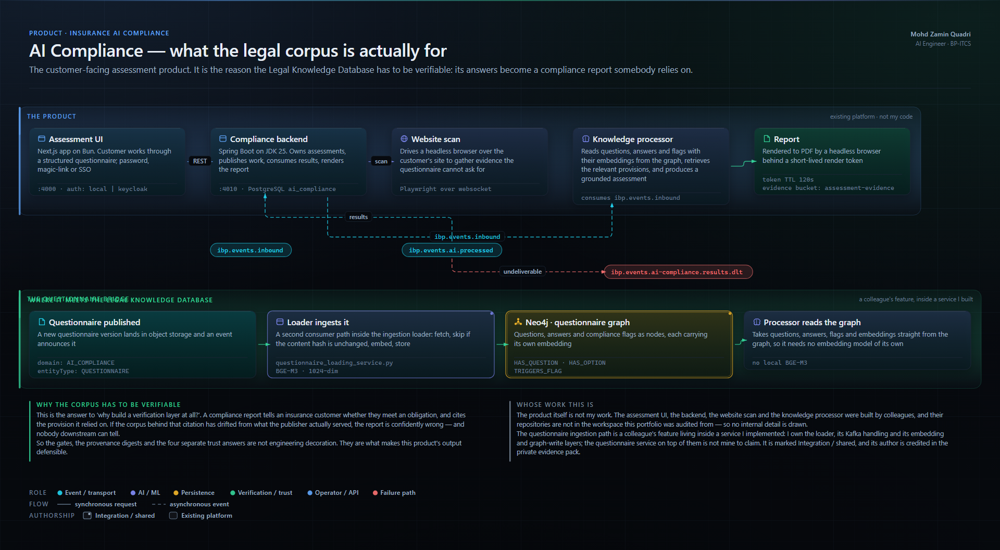 PRODUCT · INSURANCE AI COMPLIANCE
AI Compliance — what the legal corpus is actually for
The customer-facing assessment product. It is the reason the Legal Knowledge Database has to be verifiable: its answers become a compliance report somebody relies on.
Mohd Zamin Quadri
AI Engineer · BP-ITCS
THE PRODUCT
existing platform · not my code
Assessment UI
Next.js app on Bun. Customer works through
a structured questionnaire; password,
magic-link or SSO
:4000 · auth: local | keycloak
REST
Compliance backend
Spring Boot on JDK 25. Owns assessments,
publishes work, consumes results, renders
the report
:4010 · PostgreSQL ai_compliance
scan
Website scan
Drives a headless browser over the
customer's site to gather evidence the
questionnaire cannot ask for
Playwright over websocket
Knowledge processor
Reads questions, answers and flags with
their embeddings from the graph, retrieves
the relevant provisions, and produces a
grounded assessment
consumes ibp.events.inbound
Report
Rendered to PDF by a headless browser
behind a short-lived render token
token TTL 120s
evidence bucket: assessment-evidence
results
ibp.events.inbound
ibp.events.inbound
ibp.events.ai.processed
undeliverable
ibp.events.ai-compliance.results.dlt
THE QUESTIONNAIRE BRIDGE
WHERE IT MEETS THE LEGAL KNOWLEDGE DATABASE
a colleague's feature, inside a service I built
Questionnaire published
A new questionnaire version lands in object storage and an event
announces it
domain: AI_COMPLIANCE
entityType: QUESTIONNAIRE
Loader ingests it
A second consumer path inside the ingestion loader: fetch, skip if
the content hash is unchanged, embed, store
questionnaire_loading_service.py
BGE-M3 · 1024-dim
Neo4j · questionnaire graph
Questions, answers and compliance flags as nodes, each carrying
its own embedding
HAS_QUESTION · HAS_OPTION
TRIGGERS_FLAG
Processor reads the graph
Takes questions, answers, flags and embeddings straight from the
graph, so it needs no embedding model of its own
no local BGE-M3
WHY THE CORPUS HAS TO BE VERIFIABLE
This is the answer to 'why build a verification layer at all?'. A compliance report tells an insurance customer whether they meet an obligation, and cites
the provision it relied on. If the corpus behind that citation has drifted from what the publisher actually served, the report is confidently wrong — and
nobody downstream can tell.
So the gates, the provenance digests and the four separate trust answers are not engineering decoration. They are what makes this product's output
defensible.
WHOSE WORK THIS IS
The product itself is not my work. The assessment UI, the backend, the website scan and the knowledge processor were built by colleagues, and their
repositories are not in the workspace this portfolio was audited from — so no internal detail is drawn.
The questionnaire ingestion path is a colleague's feature living inside a service I implemented: I own the loader, its Kafka handling and its embedding
and graph-write layers; the questionnaire service on top of them is not mine to claim. It is marked Integration / shared, and its author is credited in the
private evidence pack.
ROLE Event / transport AI / ML Persistence Verification / trust Operator / API Failure path
FLOW synchronous request asynchronous event
AUTHORSHIP Integration / shared Existing platform